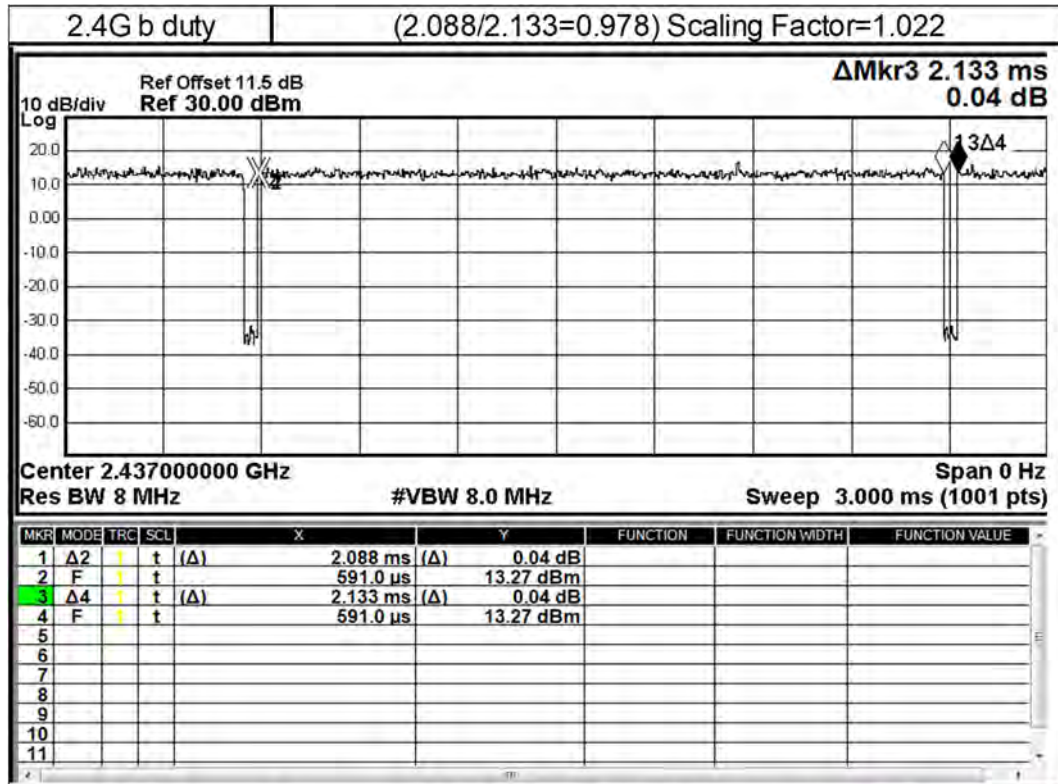 2.4G b duty (2.088/2.133=0.978) Scaling Factor=1.022
ΔMkr3 2.133 ms
Ref Offset 11.5 dB
10 dB/div Ref 30.00 dBm 0.04 dB
Log
3Δ4
20.0
10.0
0.00
-10.0
-20.0
-30.0
-40.0
-50.0
-60.0
Center 2.437000000 GHz Span 0 Hz
Res BW 8 MHz #VBW 8.0 MHz Sweep 3.000 ms (1001 pts)
MKR MODE TRC SCL X Y FUNCTION FUNCTION WIDTH FUNCTION VALUE
1 Δ2 1 t (Δ) 2.088 ms (Δ) 0.04 dB
2 F 1 t 591.0 µs 13.27 dBm
3 Δ4 1 t (Δ) 2.133 ms (Δ) 0.04 dB
4 F 1 t 591.0 µs 13.27 dBm
5
6
7
8
9
10
11